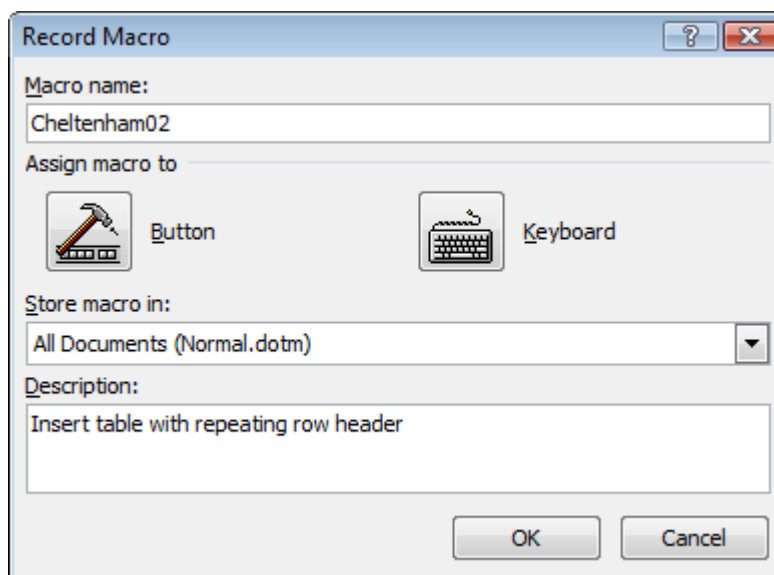 Record Macro
Macro name:
Cheltenham02
Assign macro to
Button Keyboard
Store macro in:
All Documents (Normal.dotm)
Description:
Insert table with repeating row header
OK Cancel